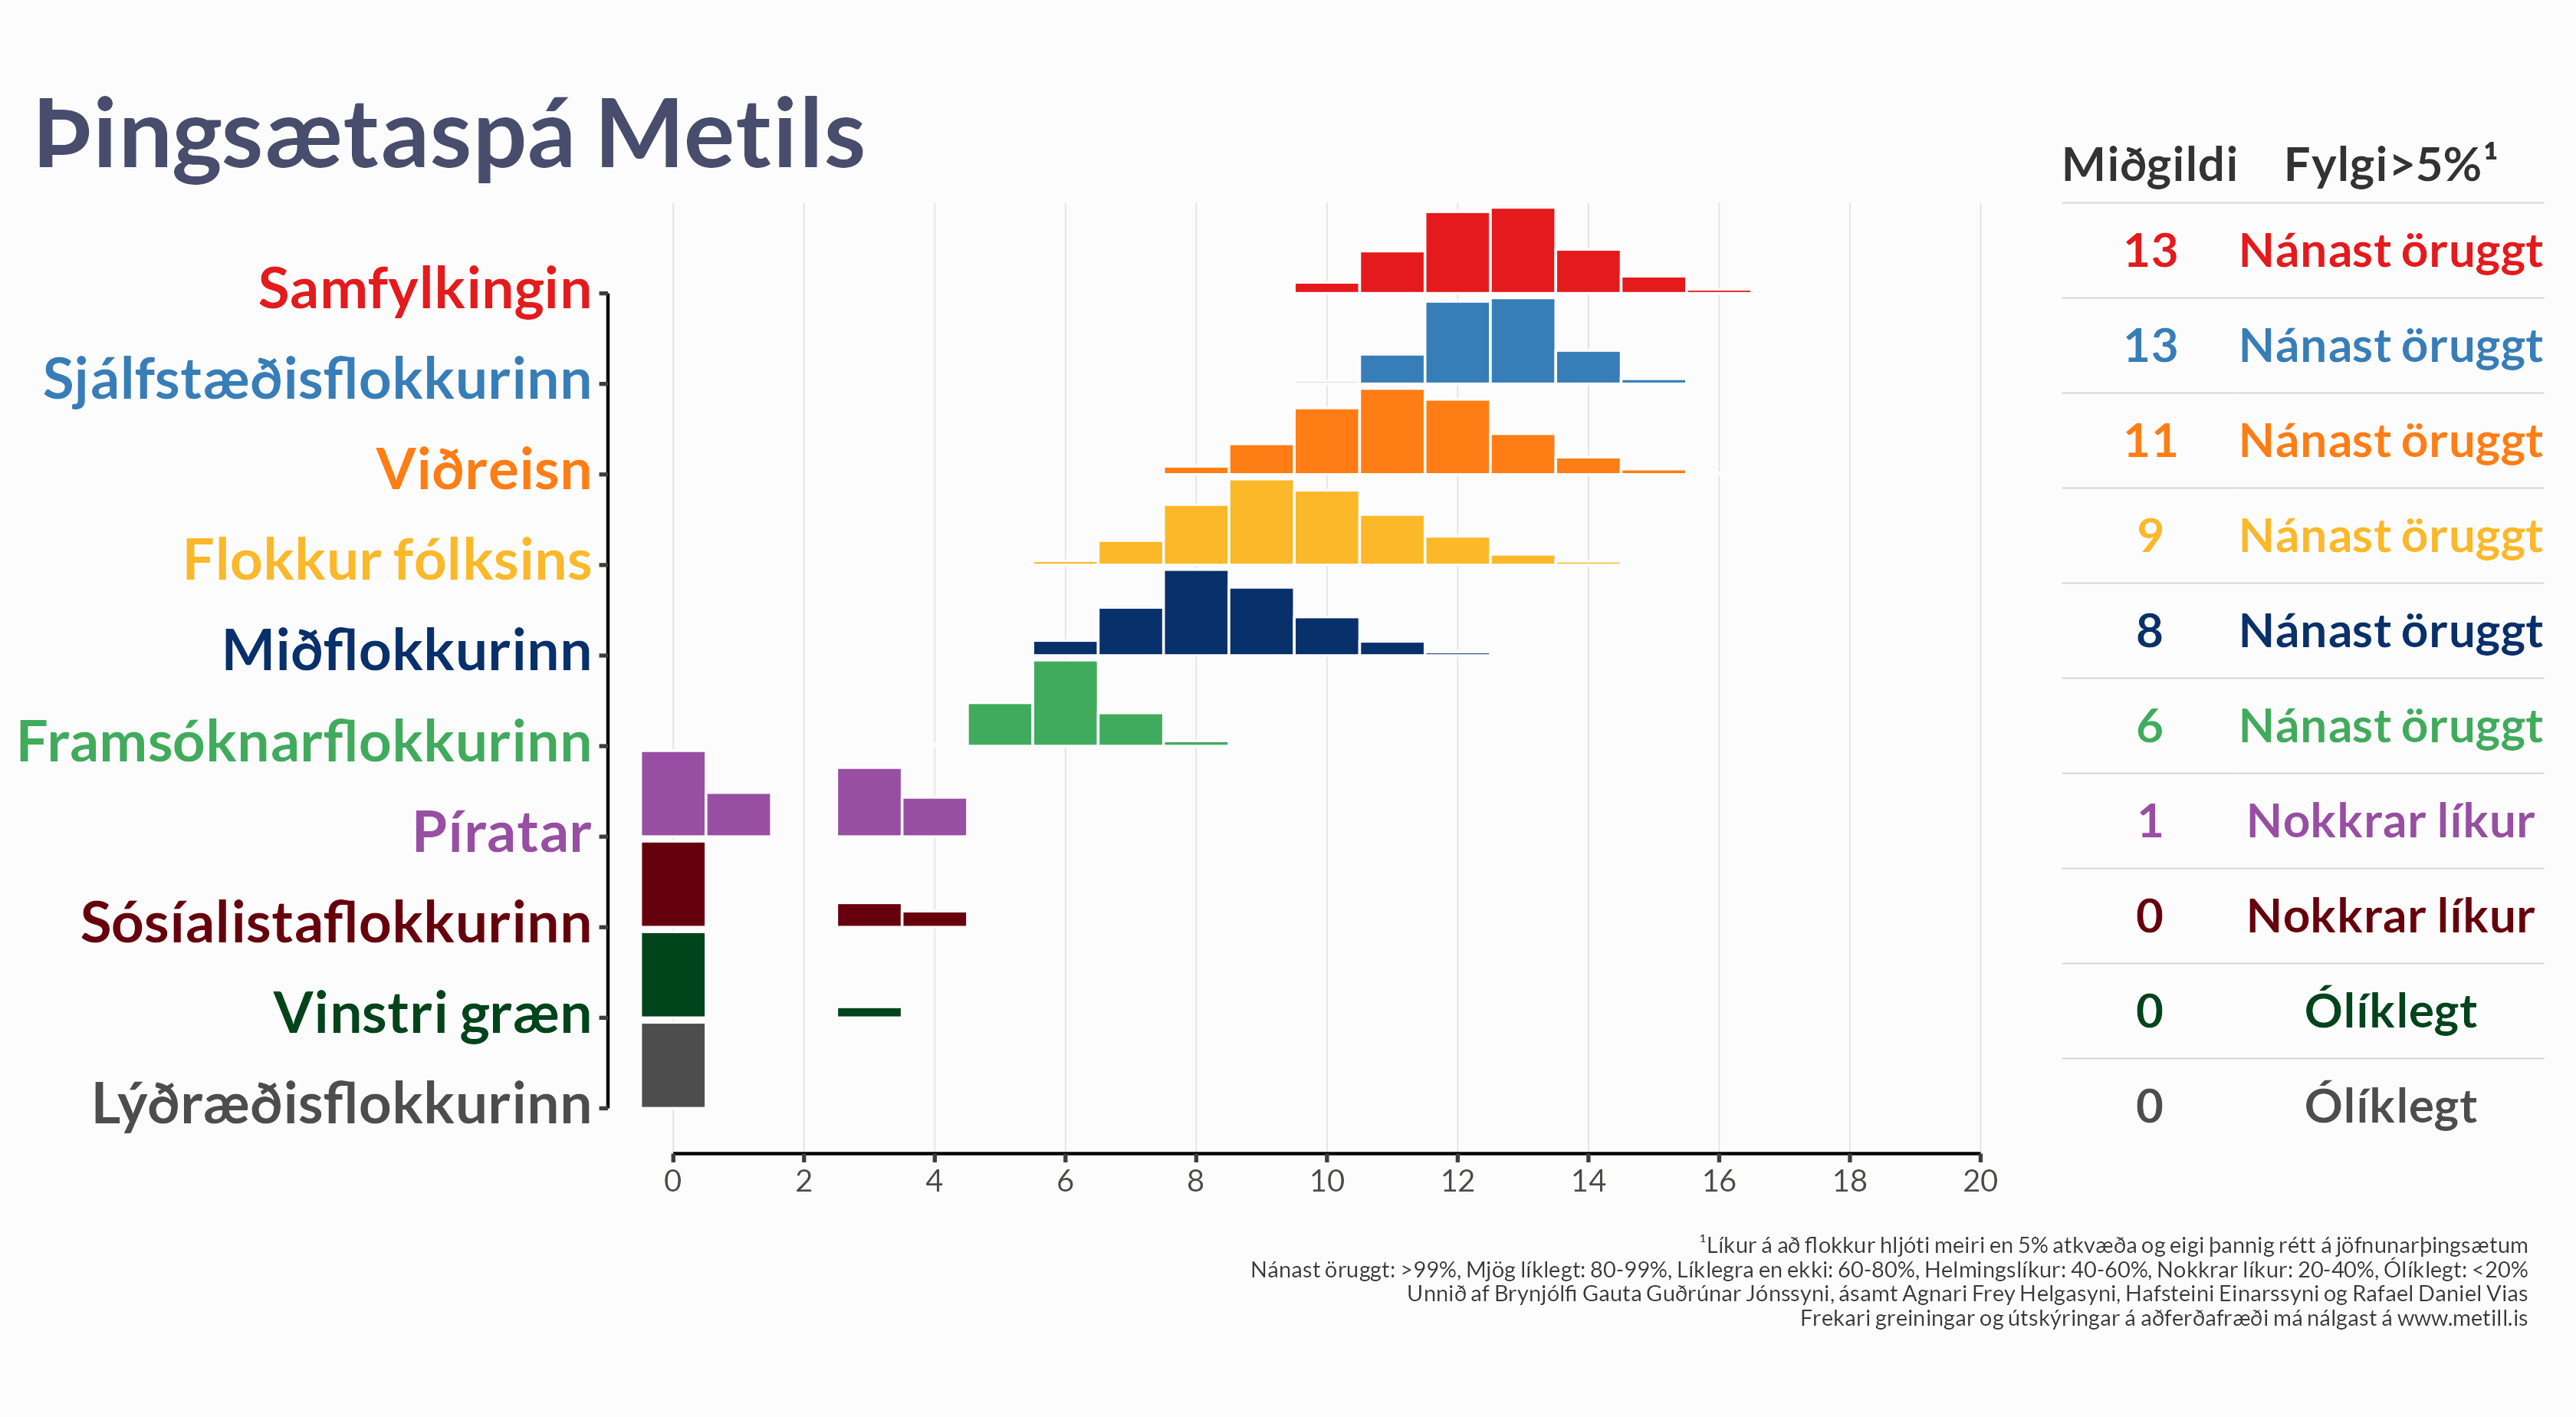 Þingsætaspá Metils
Miðgildi Fylgi>5%¹
Samfylkingin 13 Nánast öruggt
Sjálfstæðisflokkurinn 13 Nánast öruggt
Viðreisn 11 Nánast öruggt
Flokkur fólksins 9 Nánast öruggt
Miðflokkurinn 8 Nánast öruggt
Framsóknarflokkurinn 6 Nánast öruggt
Píratar 1 Nokkrar líkur
Sósíalistaflokkurinn 0 Nokkrar líkur
Vinstri græn 0 Ólíklegt
Lýðræðisflokkurinn 0 Ólíklegt
0 2 4 6 8 10 12 14 16 18 20
¹Líkur á að flokkur hljóti meiri en 5% atkvæða og eigi þannig rétt á jöfnunarþingsætum
Nánast öruggt: >99%, Mjög líklegt: 80-99%, Líklegra en ekki: 60-80%, Helmingslíkur: 40-60%, Nokkrar líkur: 20-40%, Ólíklegt: <20%
Unnið af Brynjólfi Gauta Guðrúnar Jónssyni, ásamt Agnari Frey Helgasyni, Hafsteini Einarssyni og Rafael Daniel Vias
Frekari greiningar og útskýringar á aðferðafræði má nálgast á www.metill.is